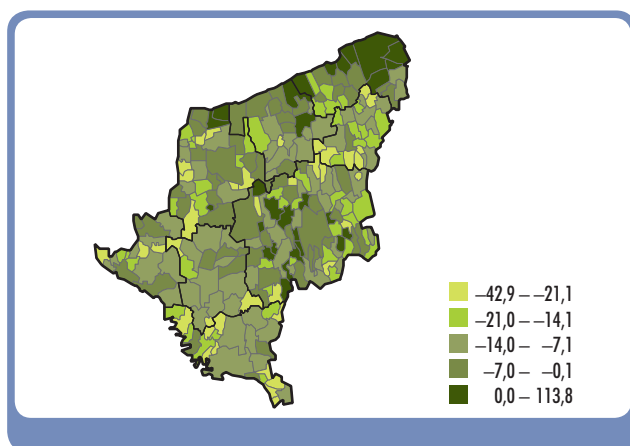 –42,9 – –21,1
–21,0 – –14,1
–14,0 – –7,1
–7,0 – –0,1
0,0 – 113,8